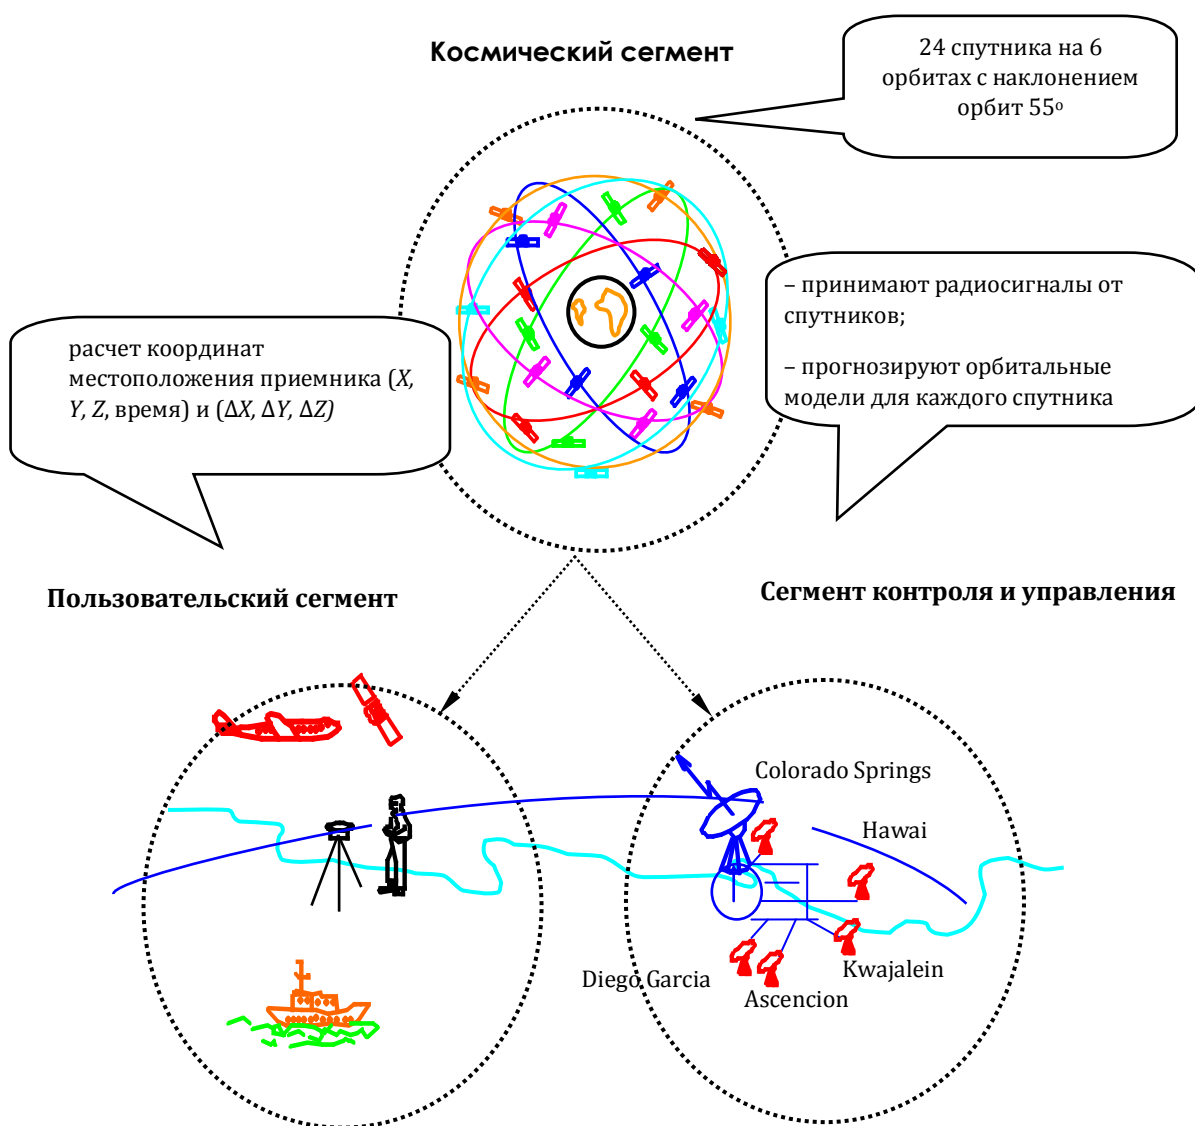 Космический сегмент
24 спутника на 6
орбитах с наклонением
орбит 55º
– принимают радиосигналы от
спутников;
– прогнозируют орбитальные
модели для каждого спутника
расчет координат
местоположения приемника (X,
Y, Z, время) и (ΔX, ΔY, ΔZ)
Пользовательский сегмент
Сегмент контроля и управления
Colorado Springs
Hawai
Kwajalein
Diego Garcia
Ascencion